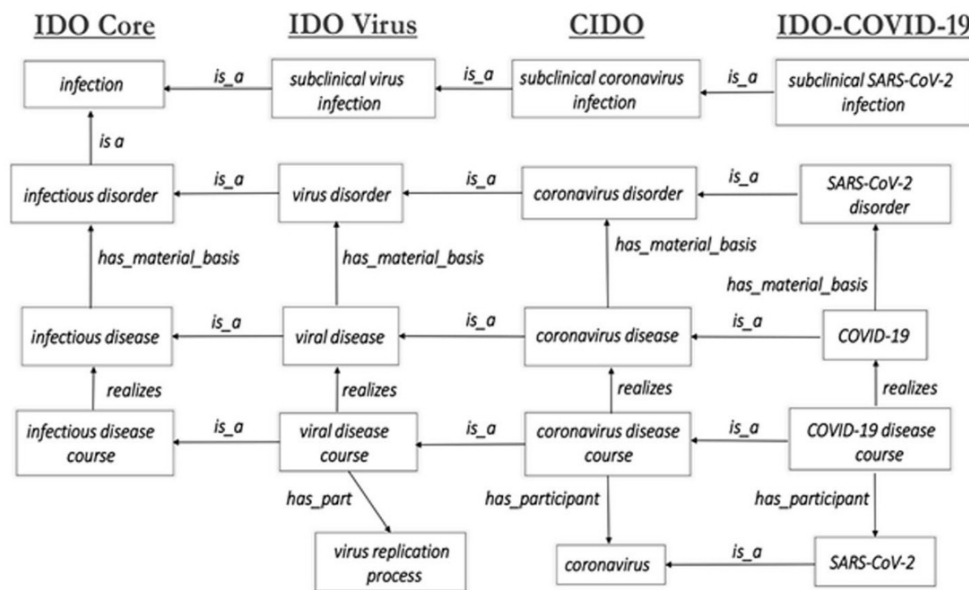 IDO Core IDO Virus CIDO IDO-COVID-19
infection is_a subclinical virus is_a subclinical coronavirus is_a subclinical SARS-CoV-2
infection infection infection
is a
infectious disorder is_a virus disorder is_a coronavirus disorder is_a SARS-CoV-2
disorder
has_material_basis has_material_basis has_material_basis
has_material_basis
infectious disease is_a viral disease is_a coronavirus disease is_a COVID-19
realizes realizes realizes realizes
infectious disease is_a viral disease is_a coronavirus disease is_a COVID-19 disease
course course course course
has_part has_participant has_participant
virus replication
process
coronavirus is_a SARS-CoV-2